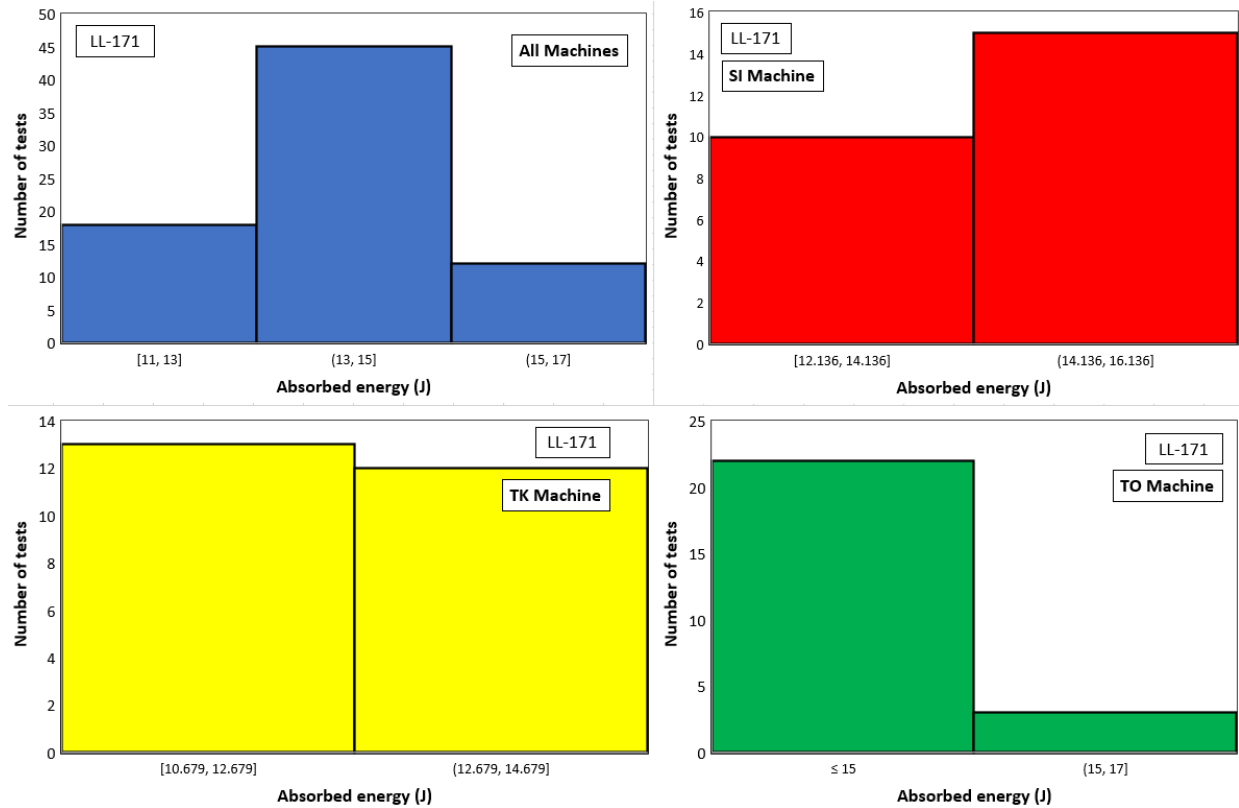 50
45
40
35
30
25
20
15
10
5
0
Number of tests
LL-171
All Machines
[11, 13]
(13, 15]
(15, 17]
Absorbed energy (J)
16
14
12
10
8
6
4
2
0
Number of tests
LL-171
SI Machine
[12.136, 14.136]
(14.136, 16.136]
Absorbed energy (J)
14
12
10
8
6
4
2
0
Number of tests
LL-171
TK Machine
[10.679, 12.679]
(12.679, 14.679]
Absorbed energy (J)
25
20
15
10
5
0
Number of tests
LL-171
TO Machine
≤ 15
(15, 17]
Absorbed energy (J)